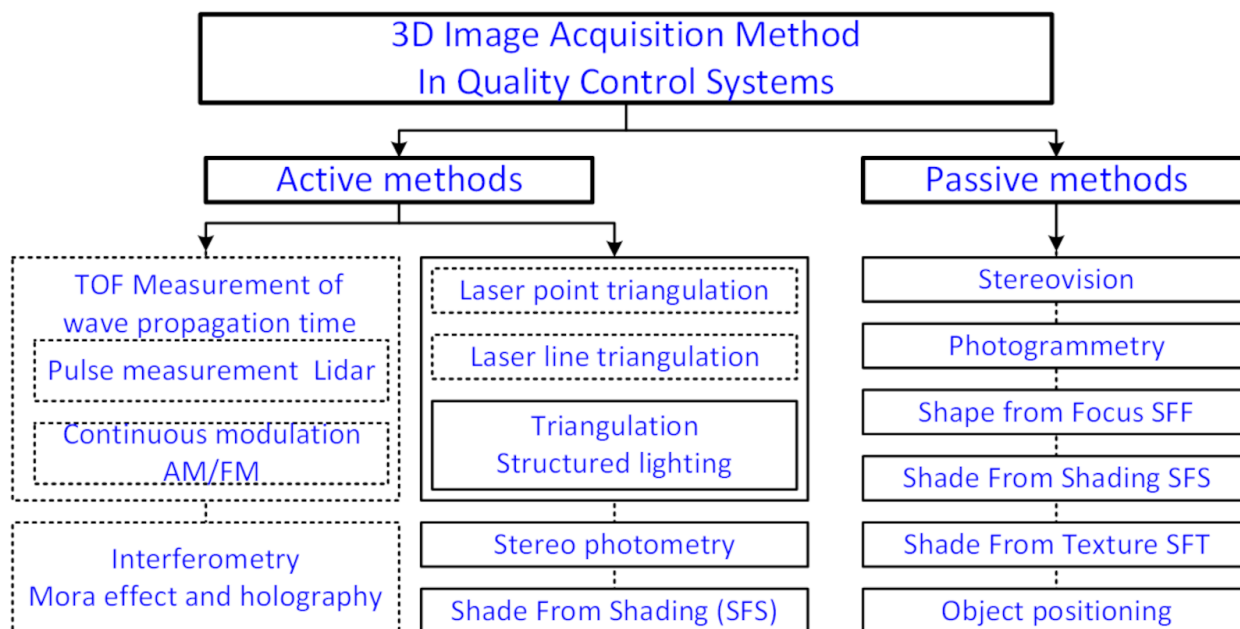 3D Image Acquisition Method
In Quality Control Systems
Active methods
Passive methods
TOF Measurement of
wave propagation time
Pulse measurement Lidar
Continuous modulation
AM/FM
Interferometry
Mora effect and holography
Laser point triangulation
Laser line triangulation
Triangulation
Structured lighting
Stereo photometry
Shade From Shading (SFS)
Stereovision
Photogrammetry
Shape from Focus SFF
Shade From Shading SFS
Shade From Texture SFT
Object positioning